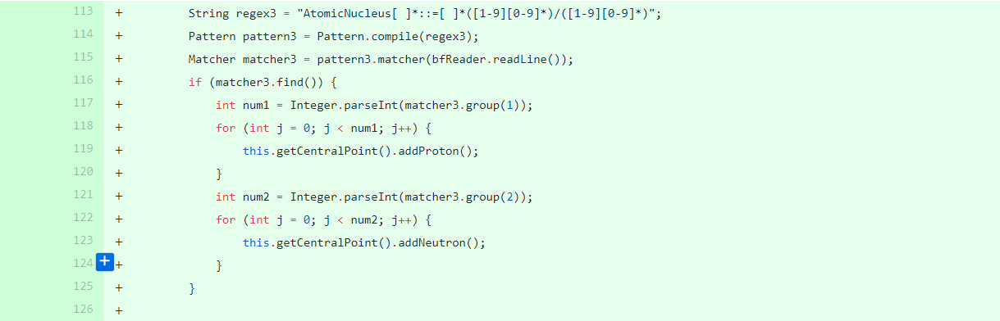 113 + String regex3 = "AtomicNucleus[ ]*::=[ ]*([1-9][0-9]*)/([1-9][0-9]*)";
114 + Pattern pattern3 = Pattern.compile(regex3);
115 + Matcher matcher3 = pattern3.matcher(bfReader.readLine());
116 + if (matcher3.find()) {
117 + int num1 = Integer.parseInt(matcher3.group(1));
118 + for (int j = 0; j < num1; j++) {
119 + this.getCentralPoint().addProton();
120 + }
121 + int num2 = Integer.parseInt(matcher3.group(2));
122 + for (int j = 0; j < num2; j++) {
123 + this.getCentralPoint().addNeutron();
124 + + }
125 + }
126 +